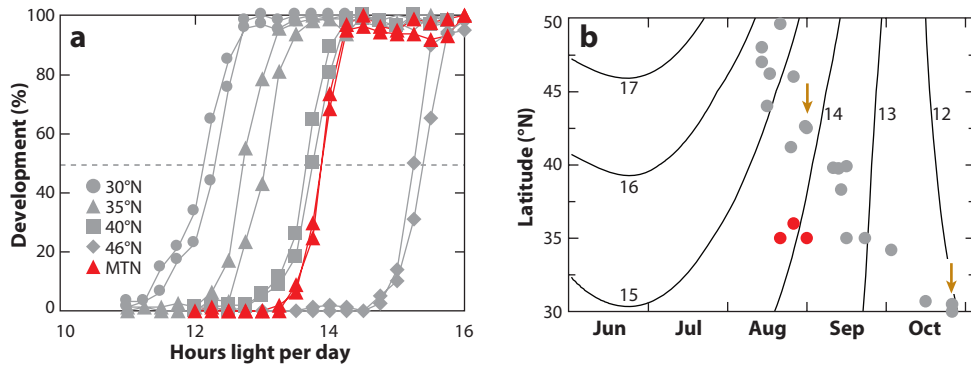 a
Development (%)
100
80
60
40
20
0
30°N
35°N
40°N
46°N
MTN
10
12
13
14
16
Hours light per day
b
Latitude (°N)
50
45
40
35
30
17
16
15
14
13
12
Jun
Jul
Aug
Sep
Oct